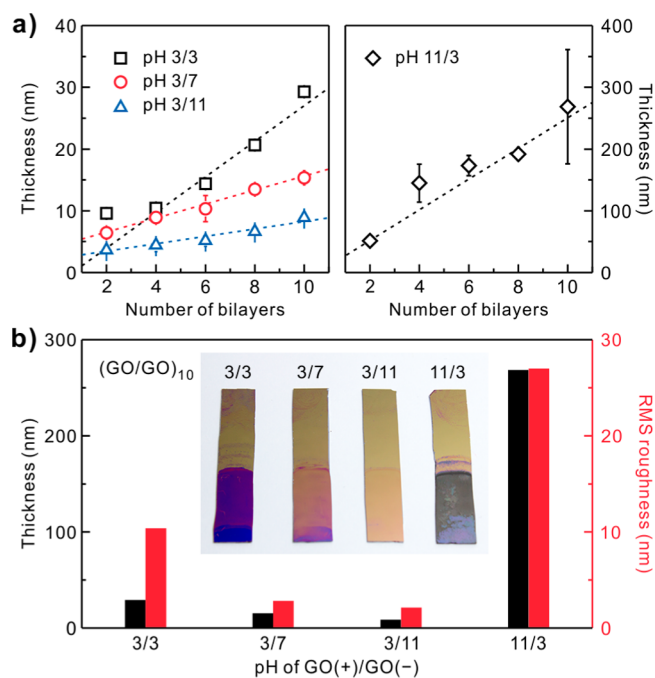 a)
40
30
20
10
0
Thickness (nm)
pH 3/3
pH 3/7
pH 3/11
2 4 6 8 10
Number of bilayers
pH 11/3
400
300
200
100
0
Thickness (nm)
2 4 6 8 10
Number of bilayers
b)
300
200
100
0
Thickness (nm)
(GO/GO)10
3/3 3/7 3/11 11/3
30
20
10
0
RMS roughness (nm)
3/3 3/7 3/11 11/3
pH of GO(+)/GO(−)